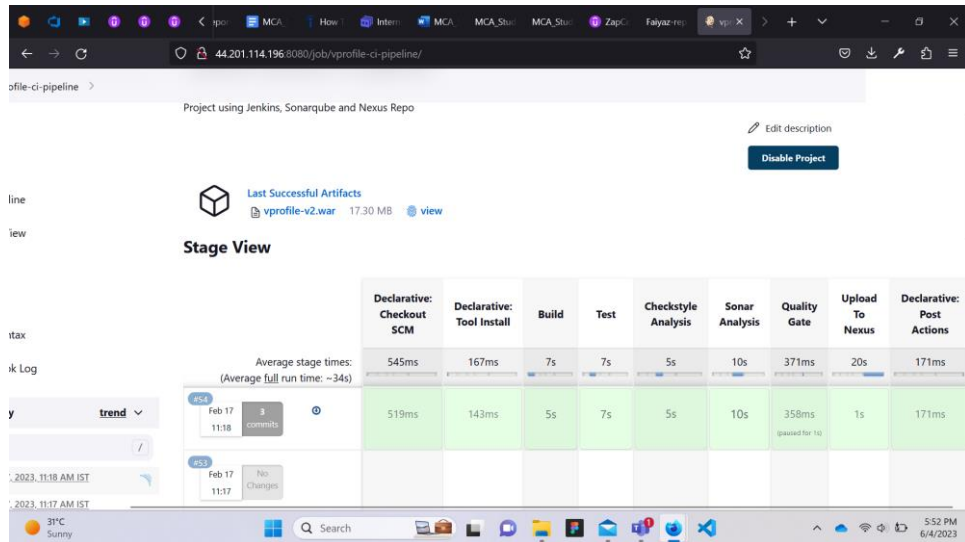 epor
MCA_
How I
Intern
MCA_
MCA_Stud
MCA_Stud
ZapC
Faiyaz-rep
vpr
44.201.114.196:8080/job/vprofile-ci-pipeline/
ofile-ci-pipeline
Project using Jenkins, Sonarqube and Nexus Repo
Edit description
Disable Project
Last Successful Artifacts
vprofile-v2.war 17.30 MB view
Stage View
line
iew
ntax
ok Log
y trend
/
, 2023, 11:18 AM IST
, 2023, 11:17 AM IST
Declarative: Checkout SCM
Declarative: Tool Install
Build
Test
Checkstyle Analysis
Sonar Analysis
Quality Gate
Upload To Nexus
Declarative: Post Actions
Average stage times:
(Average full run time: ~34s)
545ms 167ms 7s 7s 5s 10s 371ms 20s 171ms
#54
Feb 17
11:18
3
commits
519ms 143ms 5s 7s 5s 10s 358ms 1s 171ms
(paused for 1s)
#53
Feb 17
11:17
No
Changes
31°C
Sunny
Search
5:52 PM
6/4/2023